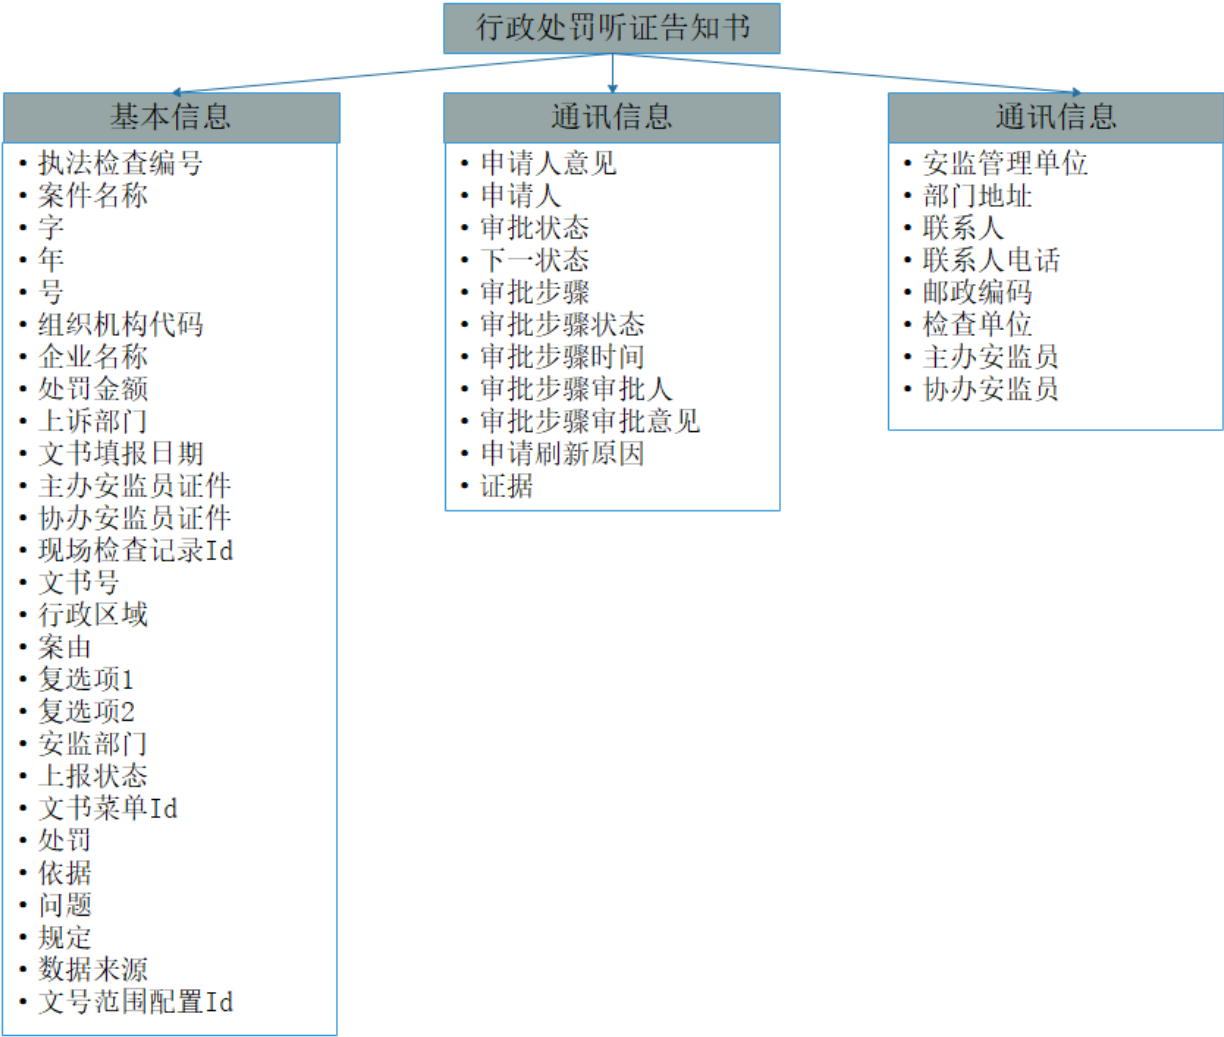 行政处罚听证告知书
基本信息
• 执法检查编号
• 案件名称
• 字
• 年
• 号
• 组织机构代码
• 企业名称
• 处罚金额
• 上诉部门
• 文书填报日期
• 主办安监员证件
• 协办安监员证件
• 现场检查记录Id
• 文书号
• 行政区域
• 案由
• 复选项1
• 复选项2
• 安监部门
• 上报状态
• 文书菜单Id
• 处罚
• 依据
• 问题
• 规定
• 数据来源
• 文号范围配置Id
通讯信息
• 申请人意见
• 申请人
• 审批状态
• 下一状态
• 审批步骤
• 审批步骤状态
• 审批步骤时间
• 审批步骤审批人
• 审批步骤审批意见
• 申请刷新原因
• 证据
通讯信息
• 安监管理单位
• 部门地址
• 联系人
• 联系人电话
• 邮政编码
• 检查单位
• 主办安监员
• 协办安监员